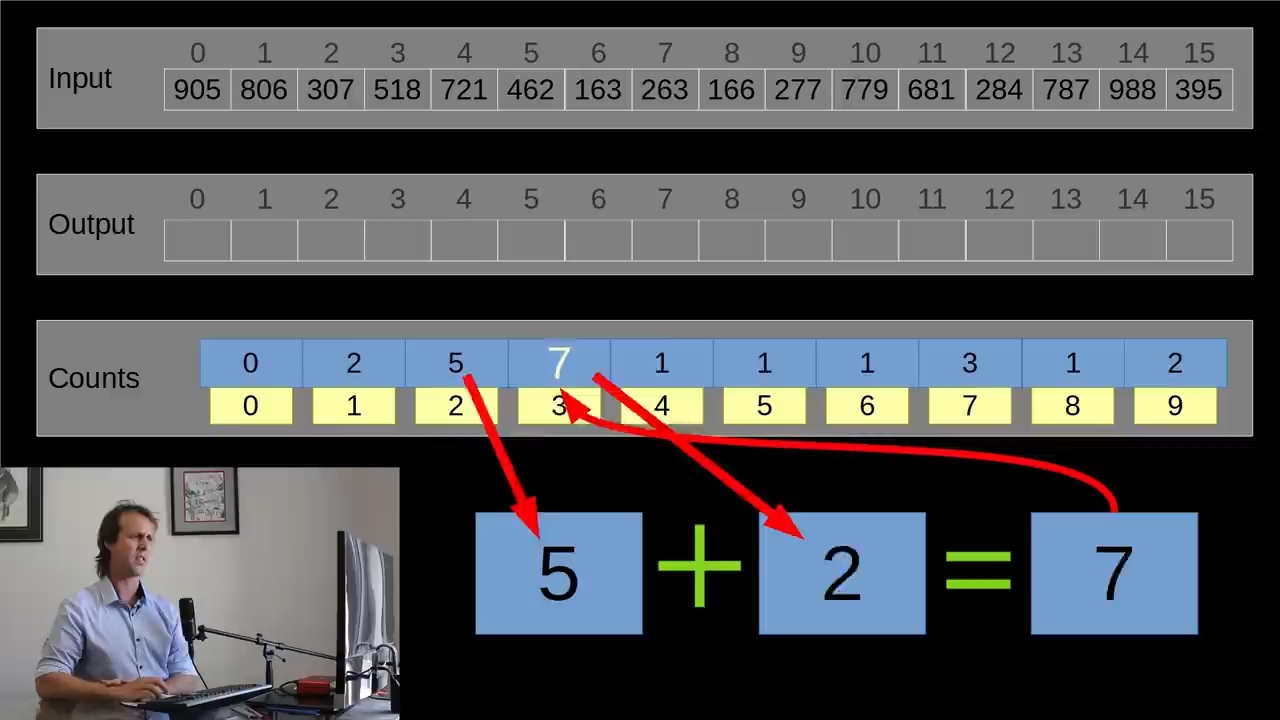 0 1 2 3 4 5 6 7 8 9 10 11 12 13 14 15
Input 905 806 307 518 721 462 163 263 166 277 779 681 284 787 988 395
0 1 2 3 4 5 6 7 8 9 10 11 12 13 14 15
Output
0 2 5 7 1 1 1 3 1 2
Counts
0 1 2 3 4 5 6 7 8 9
5 + 2 = 7